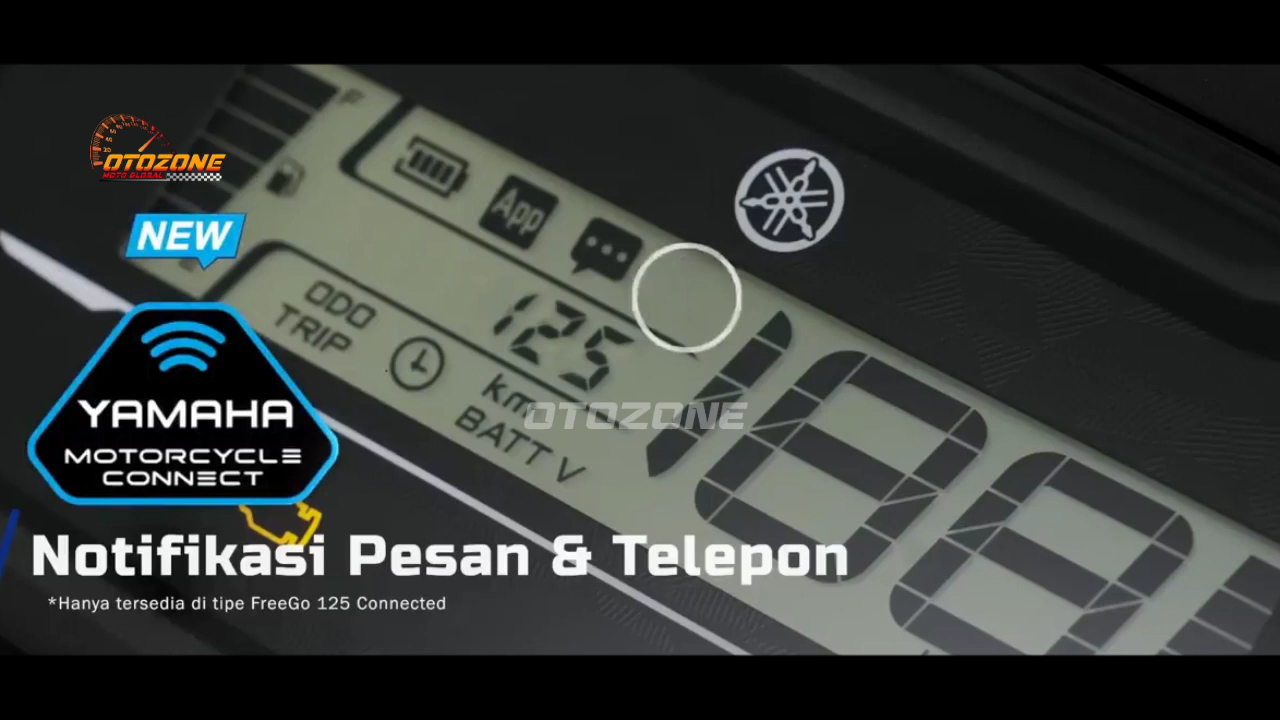 F
OTOZONE
MOTO GLOBAL
App
NEW
ODO
TRIP
125
km
BATT V
188
YAMAHA
MOTORCYCLE
CONNECT
OTOZONE
Notifikasi Pesan & Telepon
*Hanya tersedia di tipe FreeGo 125 Connected